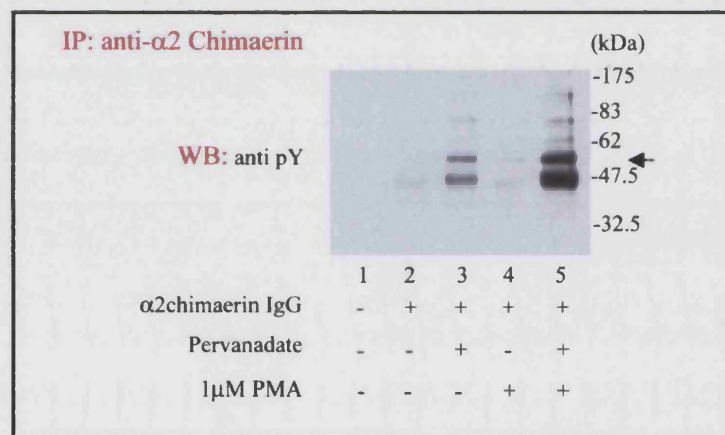 IP: anti-α2 Chimaerin (kDa)
-175
-83
-62
WB: anti pY
-47.5
-32.5
1 2 3 4 5
α2chimaerin IgG - + + + +
Pervanadate - - + - +
1μM PMA - - - + +